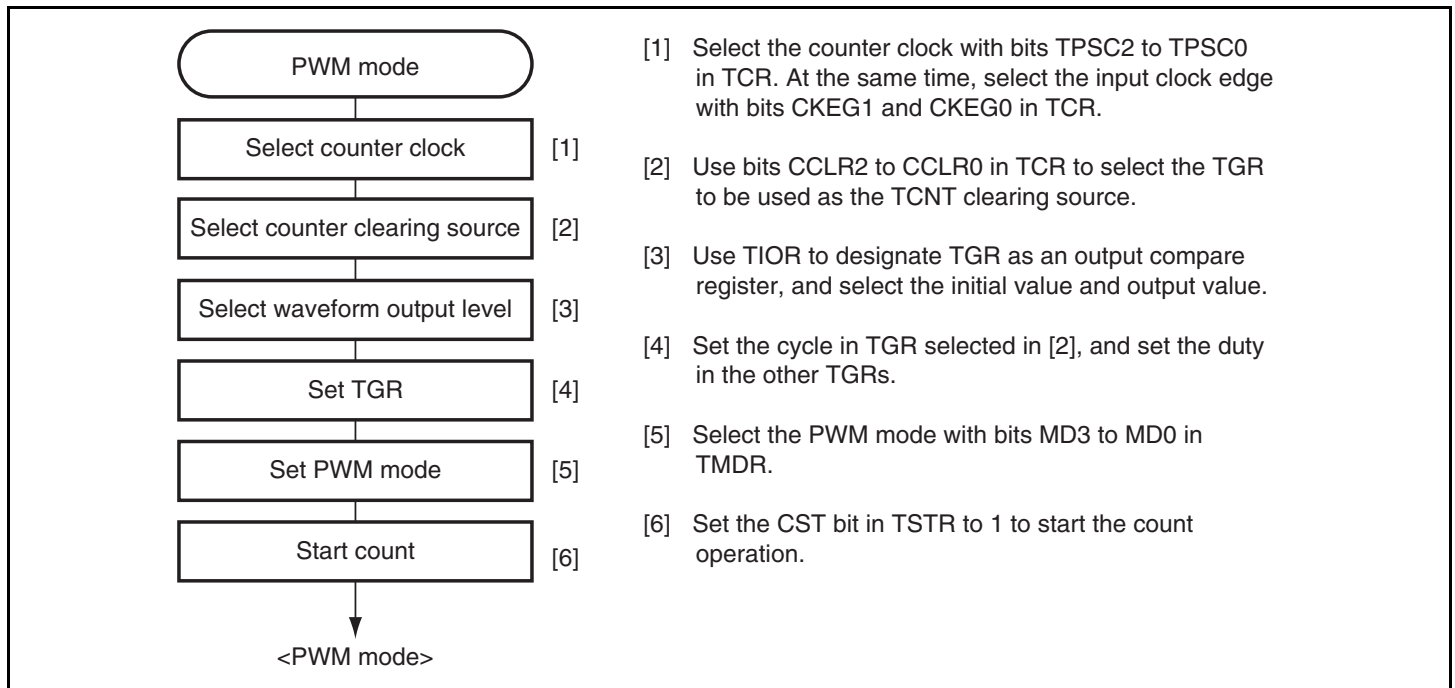 PWM mode
Select counter clock [1]
Select counter clearing source [2]
Select waveform output level [3]
Set TGR [4]
Set PWM mode [5]
Start count [6]
<PWM mode>
[1] Select the counter clock with bits TPSC2 to TPSC0
in TCR. At the same time, select the input clock edge
with bits CKEG1 and CKEG0 in TCR.
[2] Use bits CCLR2 to CCLR0 in TCR to select the TGR
to be used as the TCNT clearing source.
[3] Use TIOR to designate TGR as an output compare
register, and select the initial value and output value.
[4] Set the cycle in TGR selected in [2], and set the duty
in the other TGRs.
[5] Select the PWM mode with bits MD3 to MD0 in
TMDR.
[6] Set the CST bit in TSTR to 1 to start the count
operation.